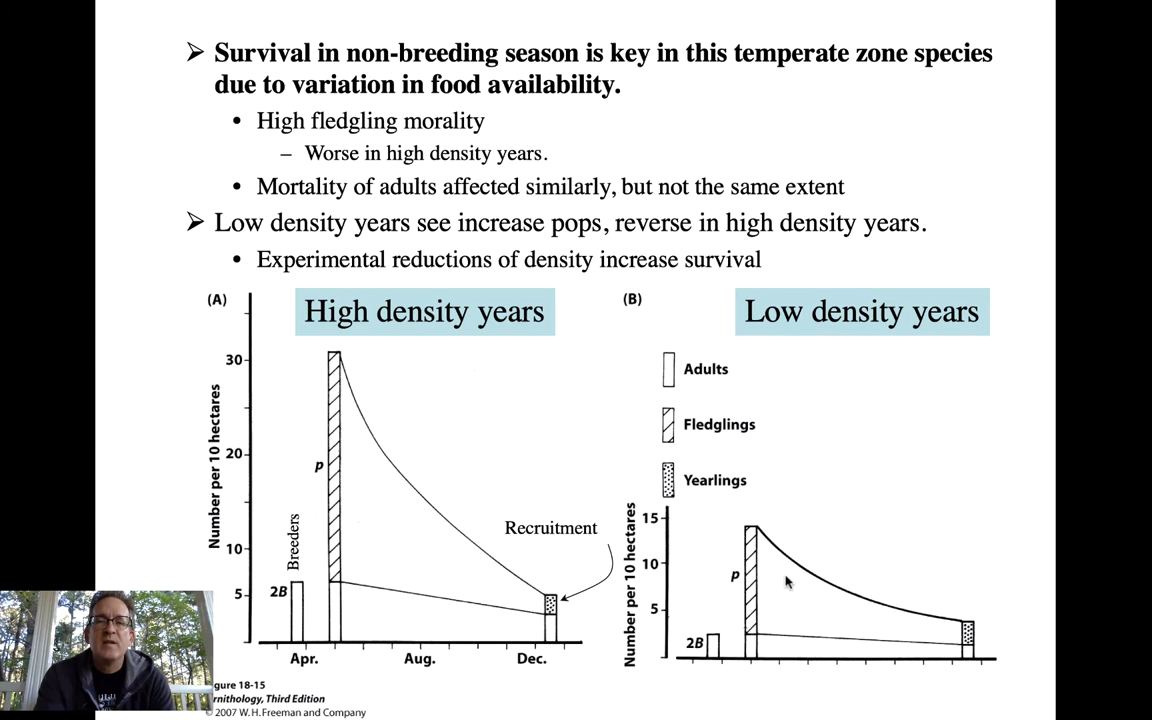 ➢ Survival in non-breeding season is key in this temperate zone species
due to variation in food availability.
• High fledgling morality
– Worse in high density years.
• Mortality of adults affected similarly, but not the same extent
➢ Low density years see increase pops, reverse in high density years.
• Experimental reductions of density increase survival
(A)
High density years
Number per 10 hectares
30
20
10
5
p
Breeders
2B
Recruitment
Apr.
Aug.
Dec.
(B)
Low density years
Adults
Fledglings
Yearlings
Number per 10 hectares
15
10
5
p
2B
gure 18-15
rnithology, Third Edition
© 2007 W.H.Freeman and Company